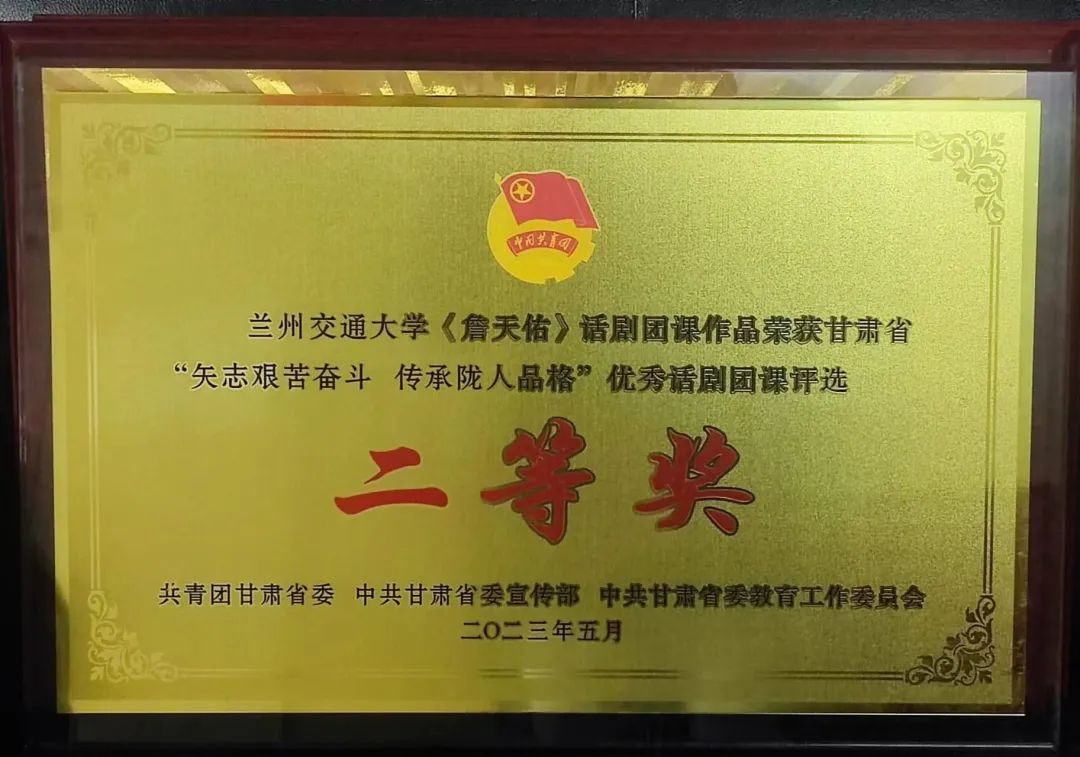 中国共青团
兰州交通大学《詹天佑》话剧团课作品荣获甘肃省
“矢志艰苦奋斗 传承陇人品格”优秀话剧团课评选
二等奖
共青团甘肃省委 中共甘肃省委宣传部 中共甘肃省委教育工作委员会
二〇二三年五月